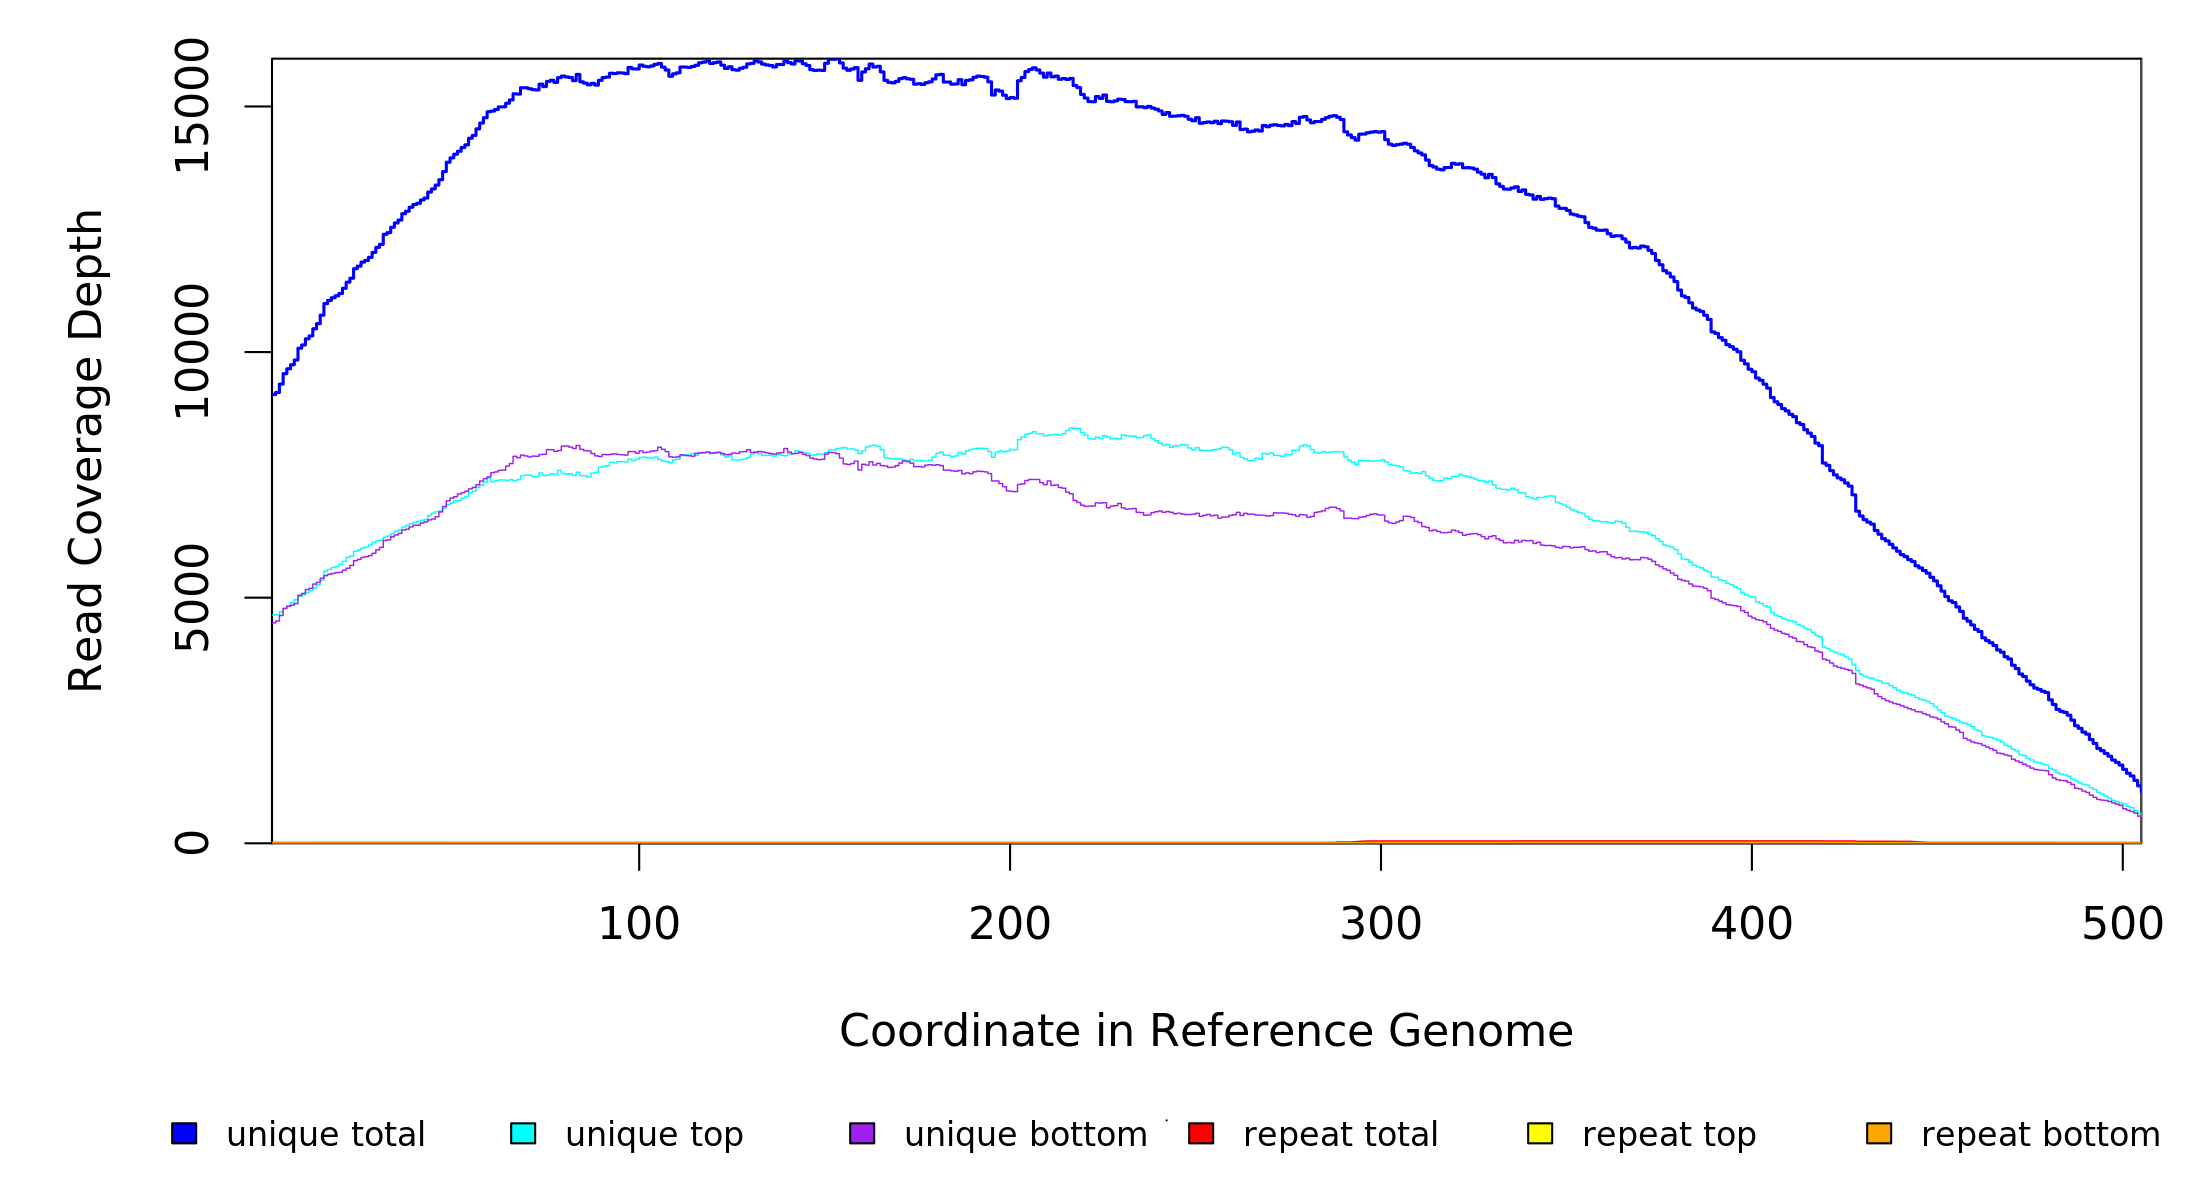 15000
10000
5000
0
Read Coverage Depth
100 200 300 400 500
Coordinate in Reference Genome
unique total unique top unique bottom repeat total repeat top repeat bottom